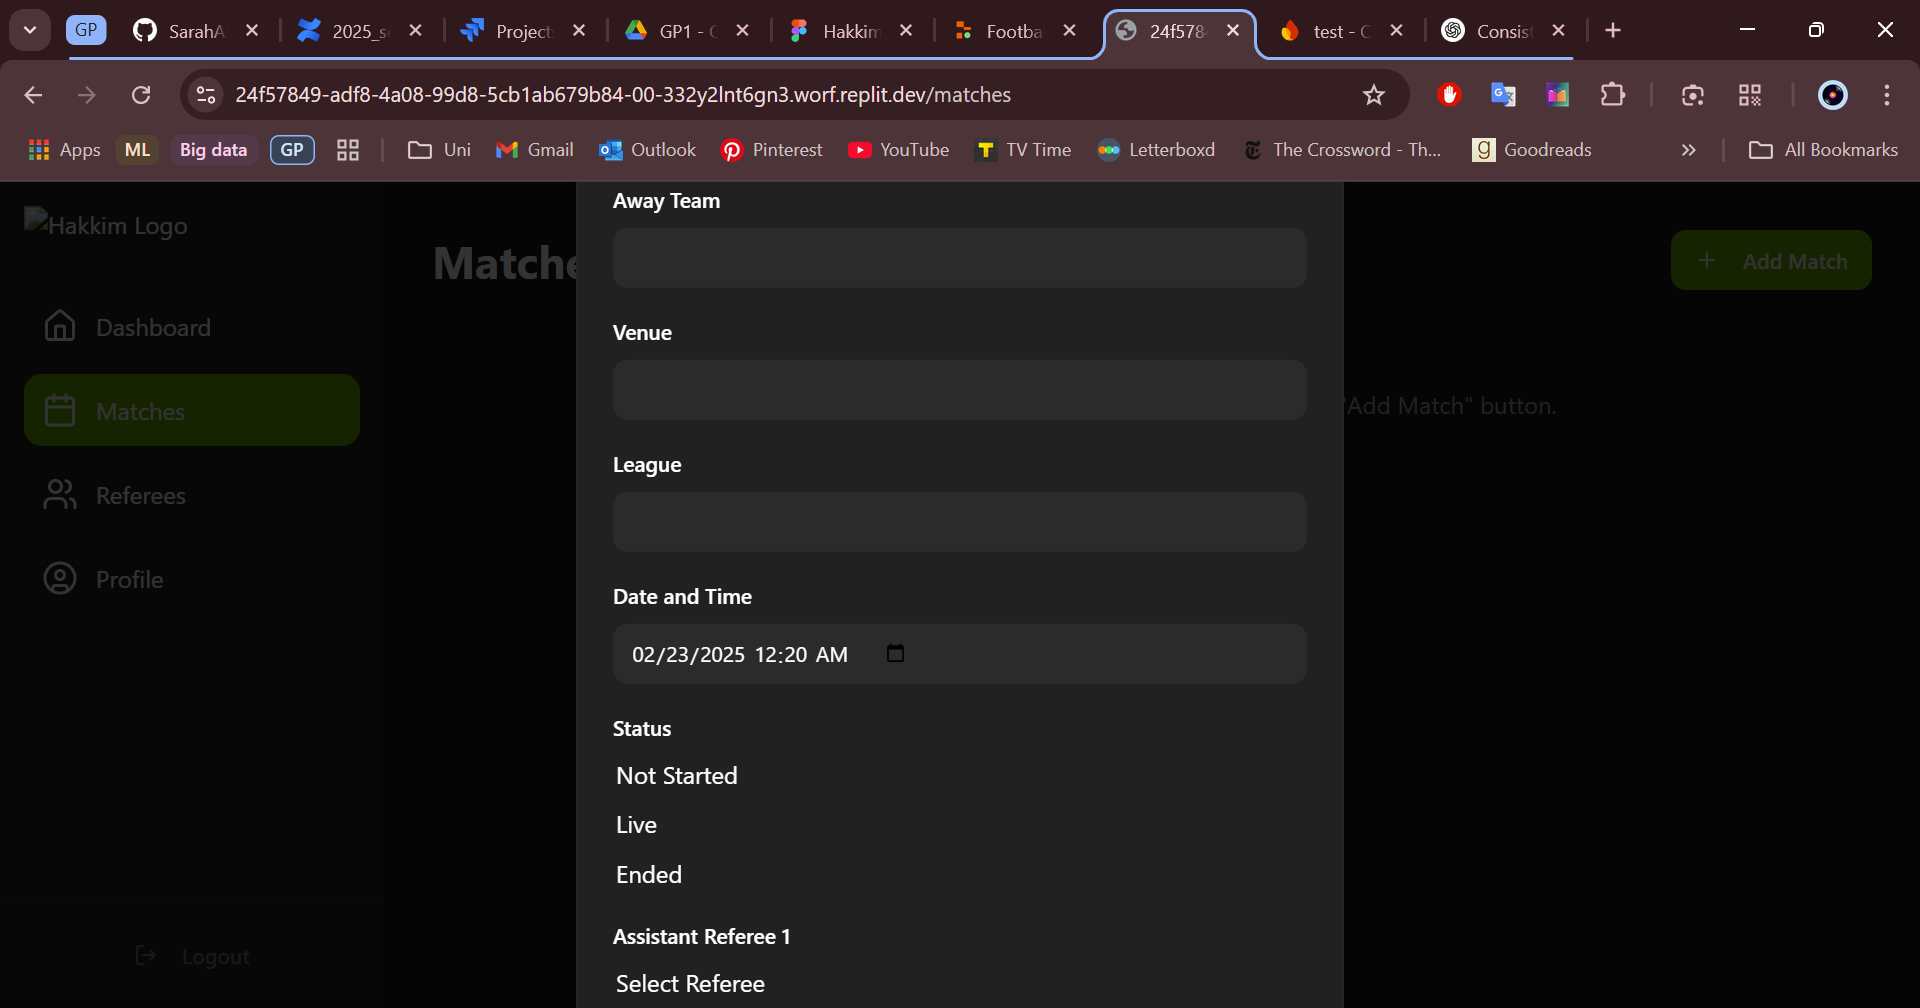 GP
SarahA
2025_s
Project
GP1 -
Hakkim
Footba
24f578
test - C
Consist
24f57849-adf8-4a08-99d8-5cb1ab679b84-00-332y2lnt6gn3.worf.replit.dev/matches
Apps
ML
Big data
GP
Uni
Gmail
Outlook
Pinterest
YouTube
TV Time
Letterboxd
The Crossword - Th...
Goodreads
All Bookmarks
Hakkim Logo
Dashboard
Matches
Referees
Profile
Logout
Matche
Add Match
"Add Match" button.
Away Team
Venue
League
Date and Time
02/23/2025 12:20 AM
Status
Not Started
Live
Ended
Assistant Referee 1
Select Referee